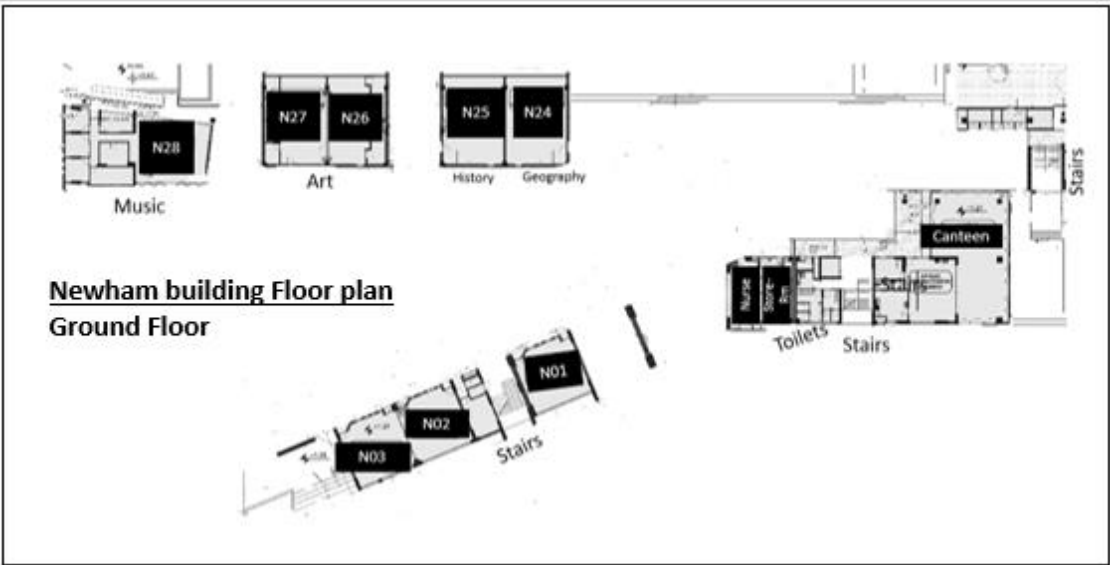 N28
N27
N26
N25
N24
Music
Art
History
Geography
Stairs
Canteen
Nurse
Store-
Rm
Stairs
Toilets
Stairs
Newham building Floor plan
Ground Floor
N01
N02
N03
Stairs